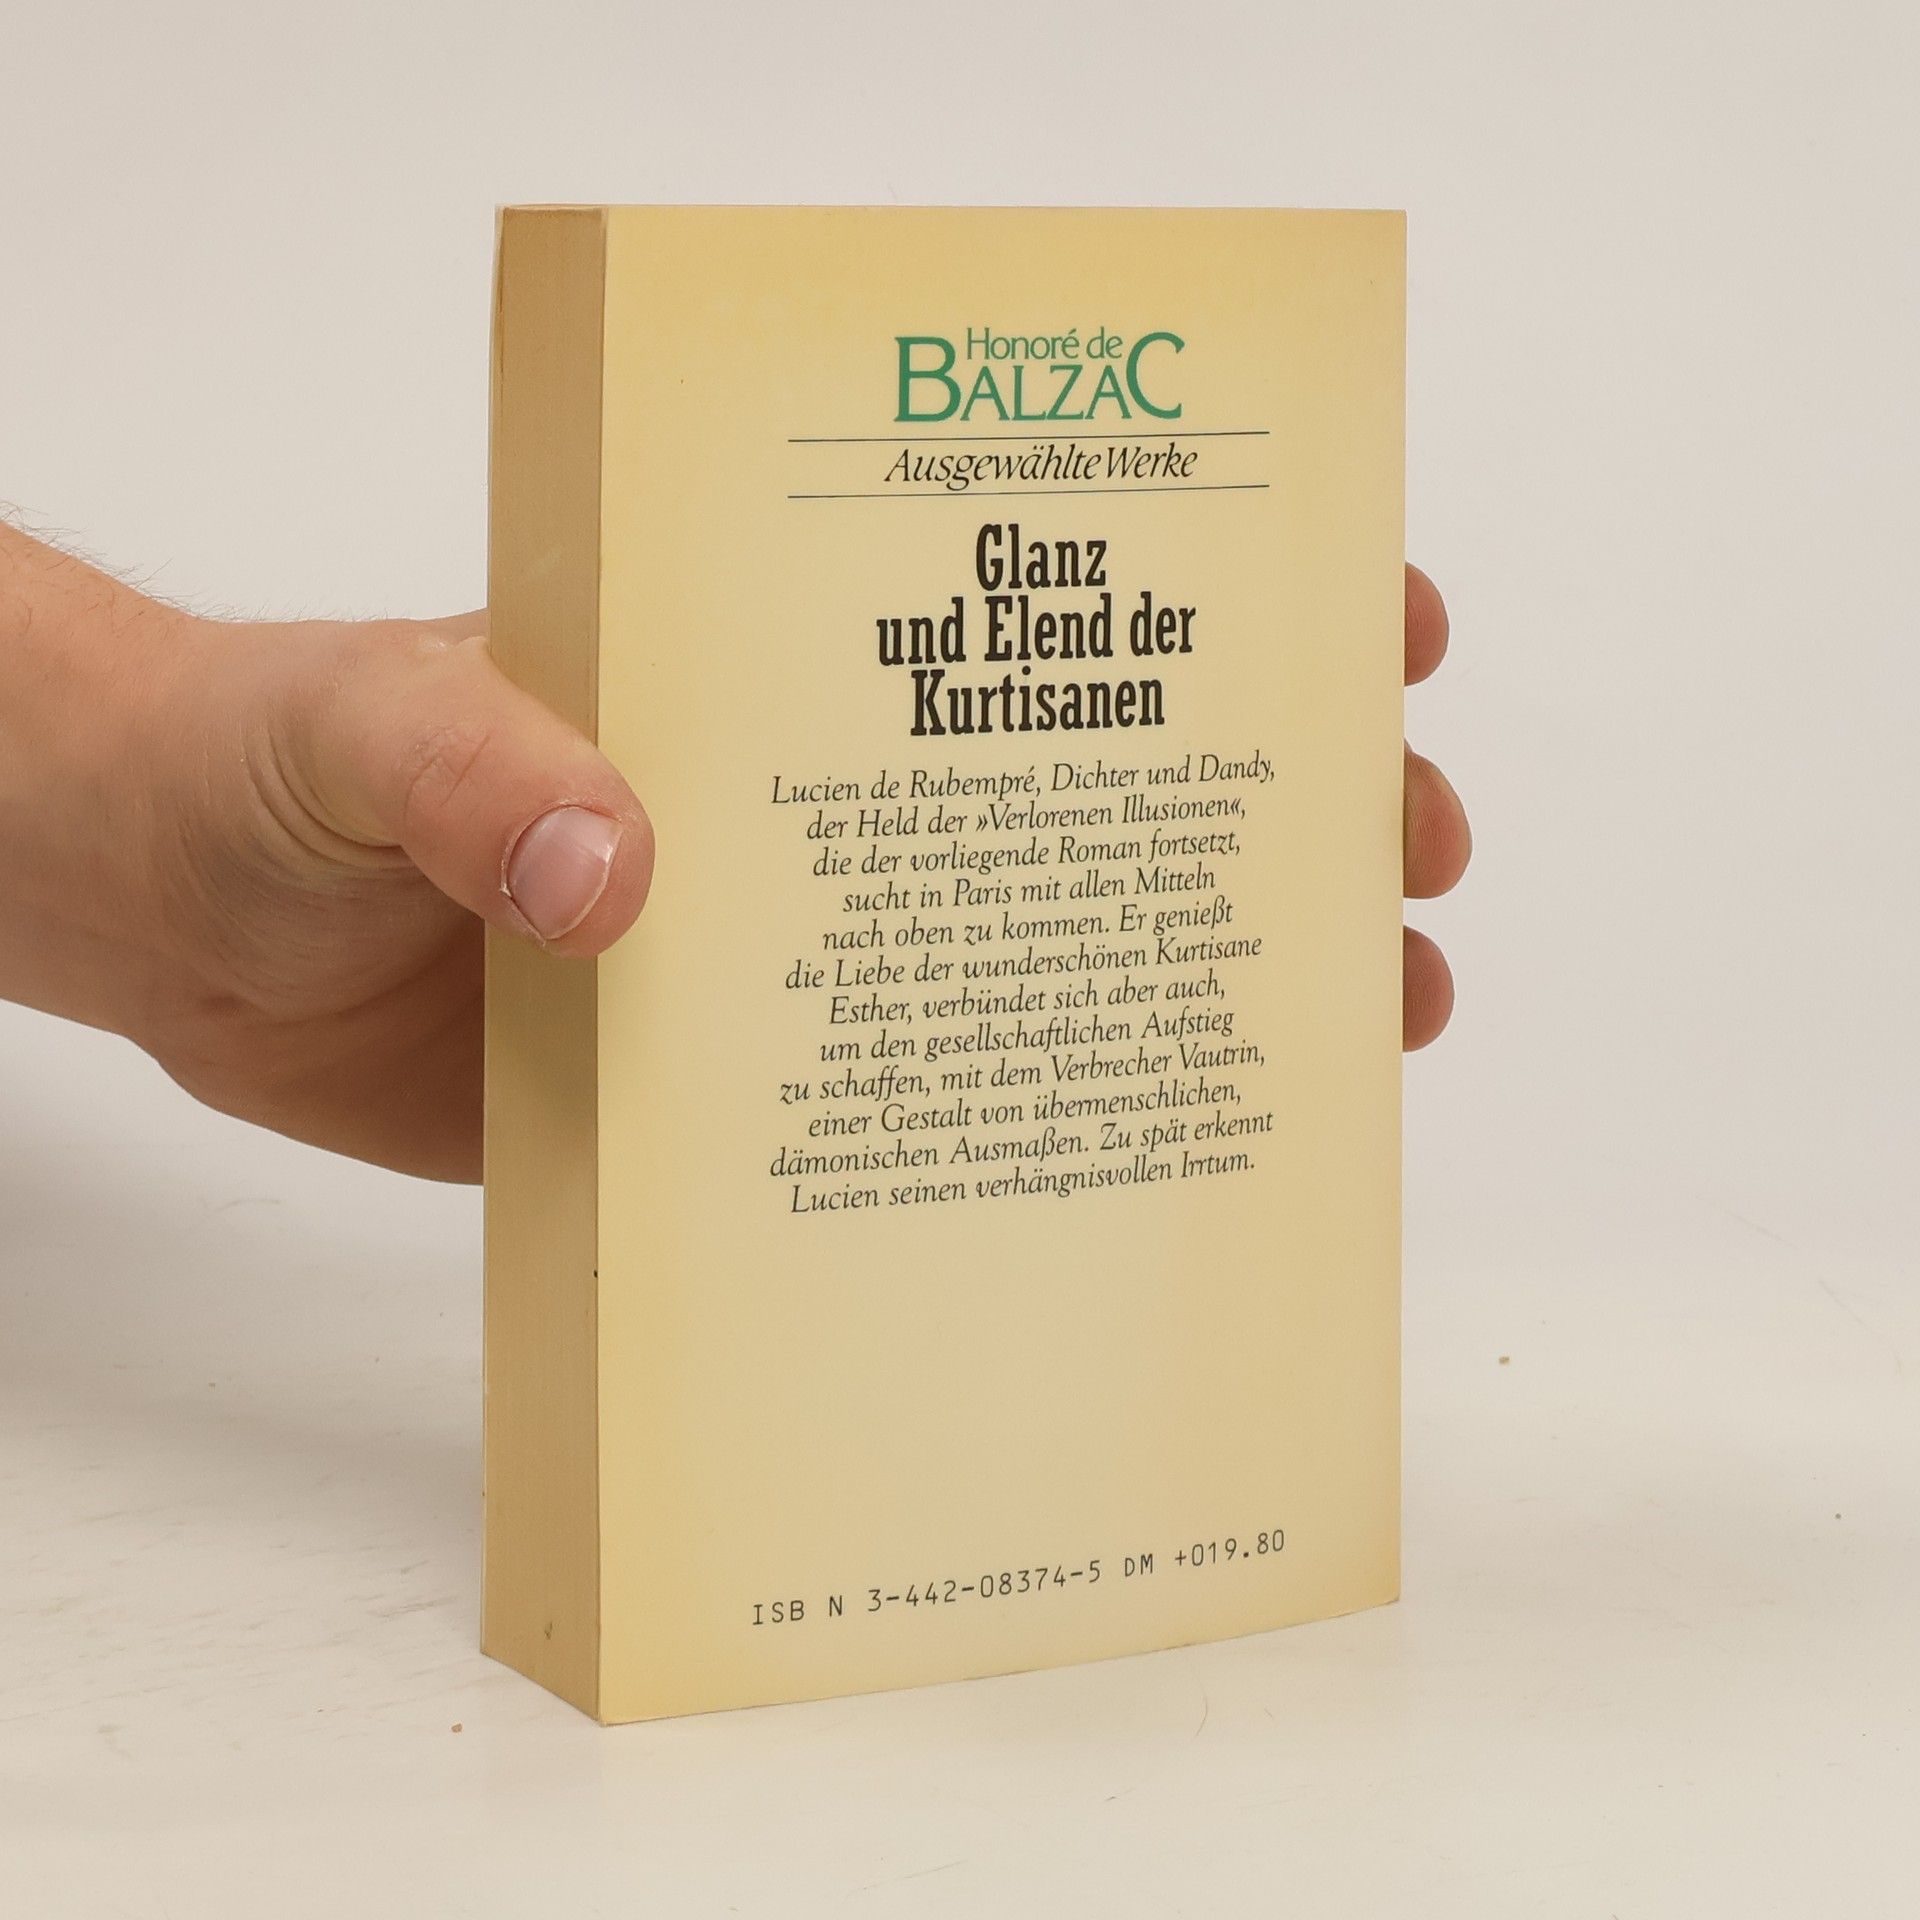 Honoré de
BALZAC
Ausgewählte Werke
Glanz
und Elend der
Kurtisanen
Lucien de Rubempré, Dichter und Dandy,
der Held der »Verlorenen Illusionen«,
die der vorliegende Roman fortsetzt,
sucht in Paris mit allen Mitteln
nach oben zu kommen. Er genießt
die Liebe der wunderschönen Kurtisane
Esther, verbündet sich aber auch,
um den gesellschaftlichen Aufstieg
zu schaffen, mit dem Verbrecher Vautrin,
einer Gestalt von übermenschlichen,
dämonischen Ausmaßen. Zu spät erkennt
Lucien seinen verhängnisvollen Irrtum.
ISB N 3-442-08374-5 DM +019.80